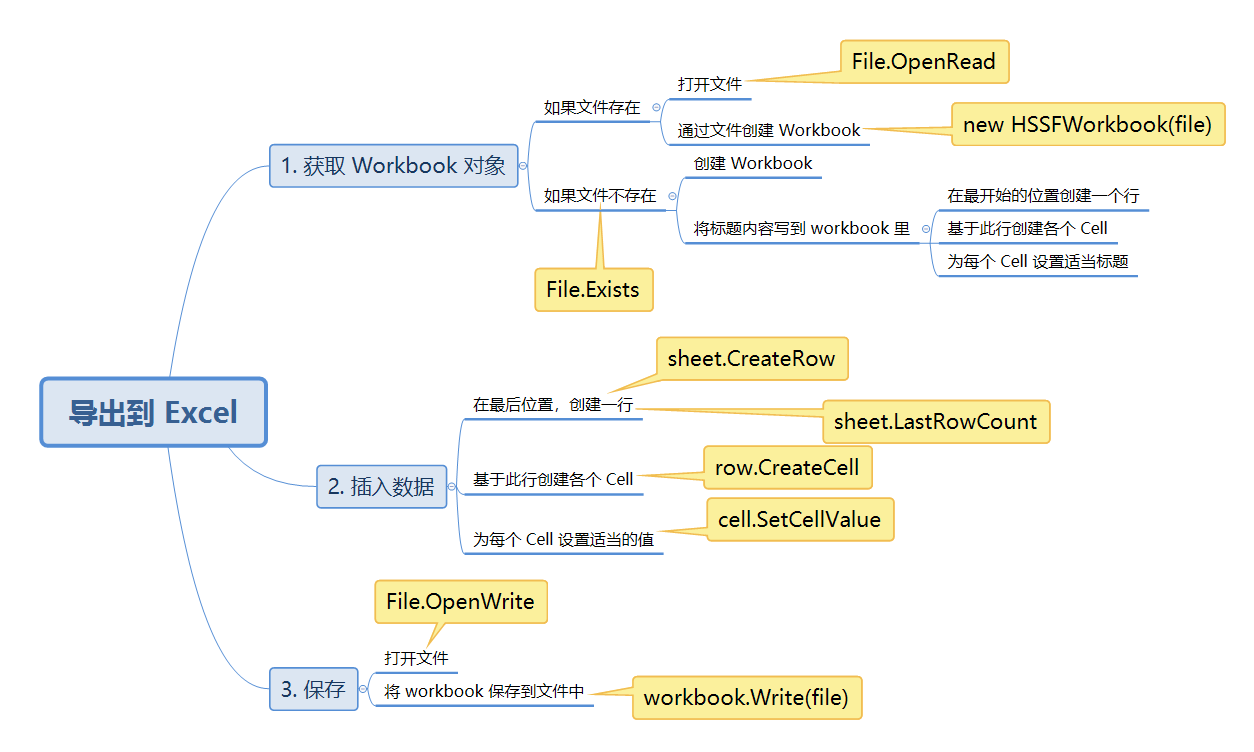 导出到 Excel
1. 获取 Workbook 对象
如果文件存在
打开文件
File.OpenRead
通过文件创建 Workbook
new HSSFWorkbook(file)
如果文件不存在
File.Exists
创建 Workbook
将标题内容写到 workbook 里
在最开始的位置创建一个行
基于此行创建各个 Cell
为每个 Cell 设置适当标题
2. 插入数据
在最后位置，创建一行
sheet.CreateRow
sheet.LastRowCount
基于此行创建各个 Cell
row.CreateCell
为每个 Cell 设置适当的值
cell.SetCellValue
3. 保存
打开文件
File.OpenWrite
将 workbook 保存到文件中
workbook.Write(file)